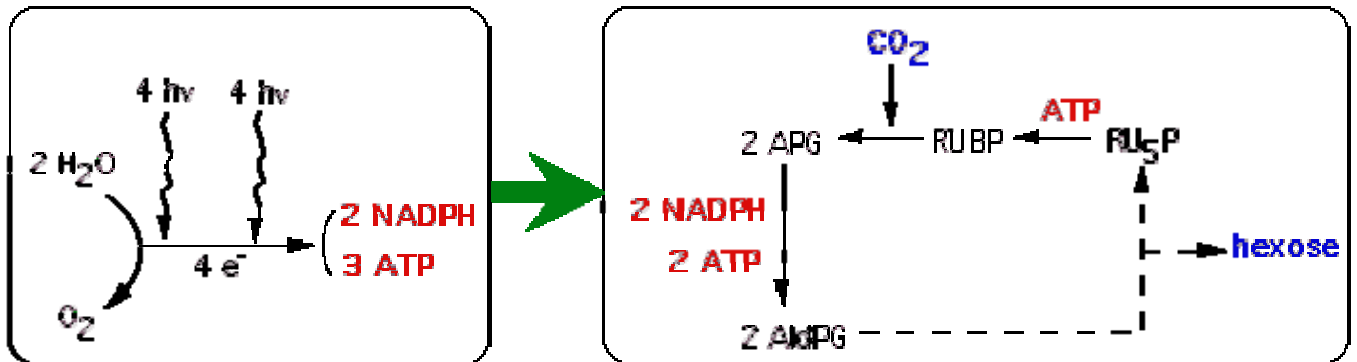 4 hν 4 hν
2 H₂O
4 e⁻
2 NADPH
3 ATP
O₂
CO₂
ATP
2 APG
RUBP
RU₅P
2 NADPH
2 ATP
hexose
2 AldPG